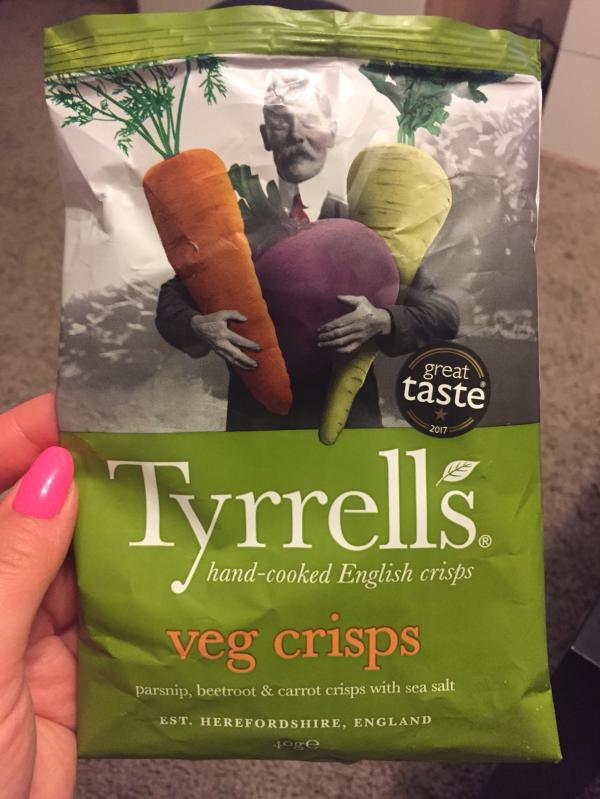 great
taste
2017
Tyrrell's®
hand-cooked English crisps
veg crisps
parsnip, beetroot & carrot crisps with sea salt
EST. HEREFORDSHIRE, ENGLAND
40g e